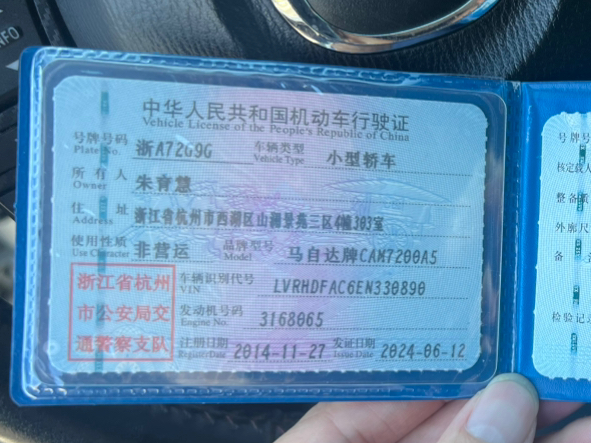 中华人民共和国机动车行驶证
Vehicle License of the People's Republic of China
号牌号码 浙A7209G 车辆类型 小型轿车
Plate No. Vehicle Type
所有人 朱育慧
Owner
住址 浙江省杭州市西湖区山湖景苑三区4幢303室
Address
使用性质 非营运 品牌型号 马自达牌CAM7200A5
Use Character Model
浙江省杭州
市公安局交
通警察支队
车辆识别代号 LVRHDFAC6EN330890
VIN
发动机号码 3168065
Engine No.
注册日期 2014-11-27 发证日期 2024-06-12
Register Date Issue Date
号牌号
核定载人
整备质
外廓尺
备
检验记